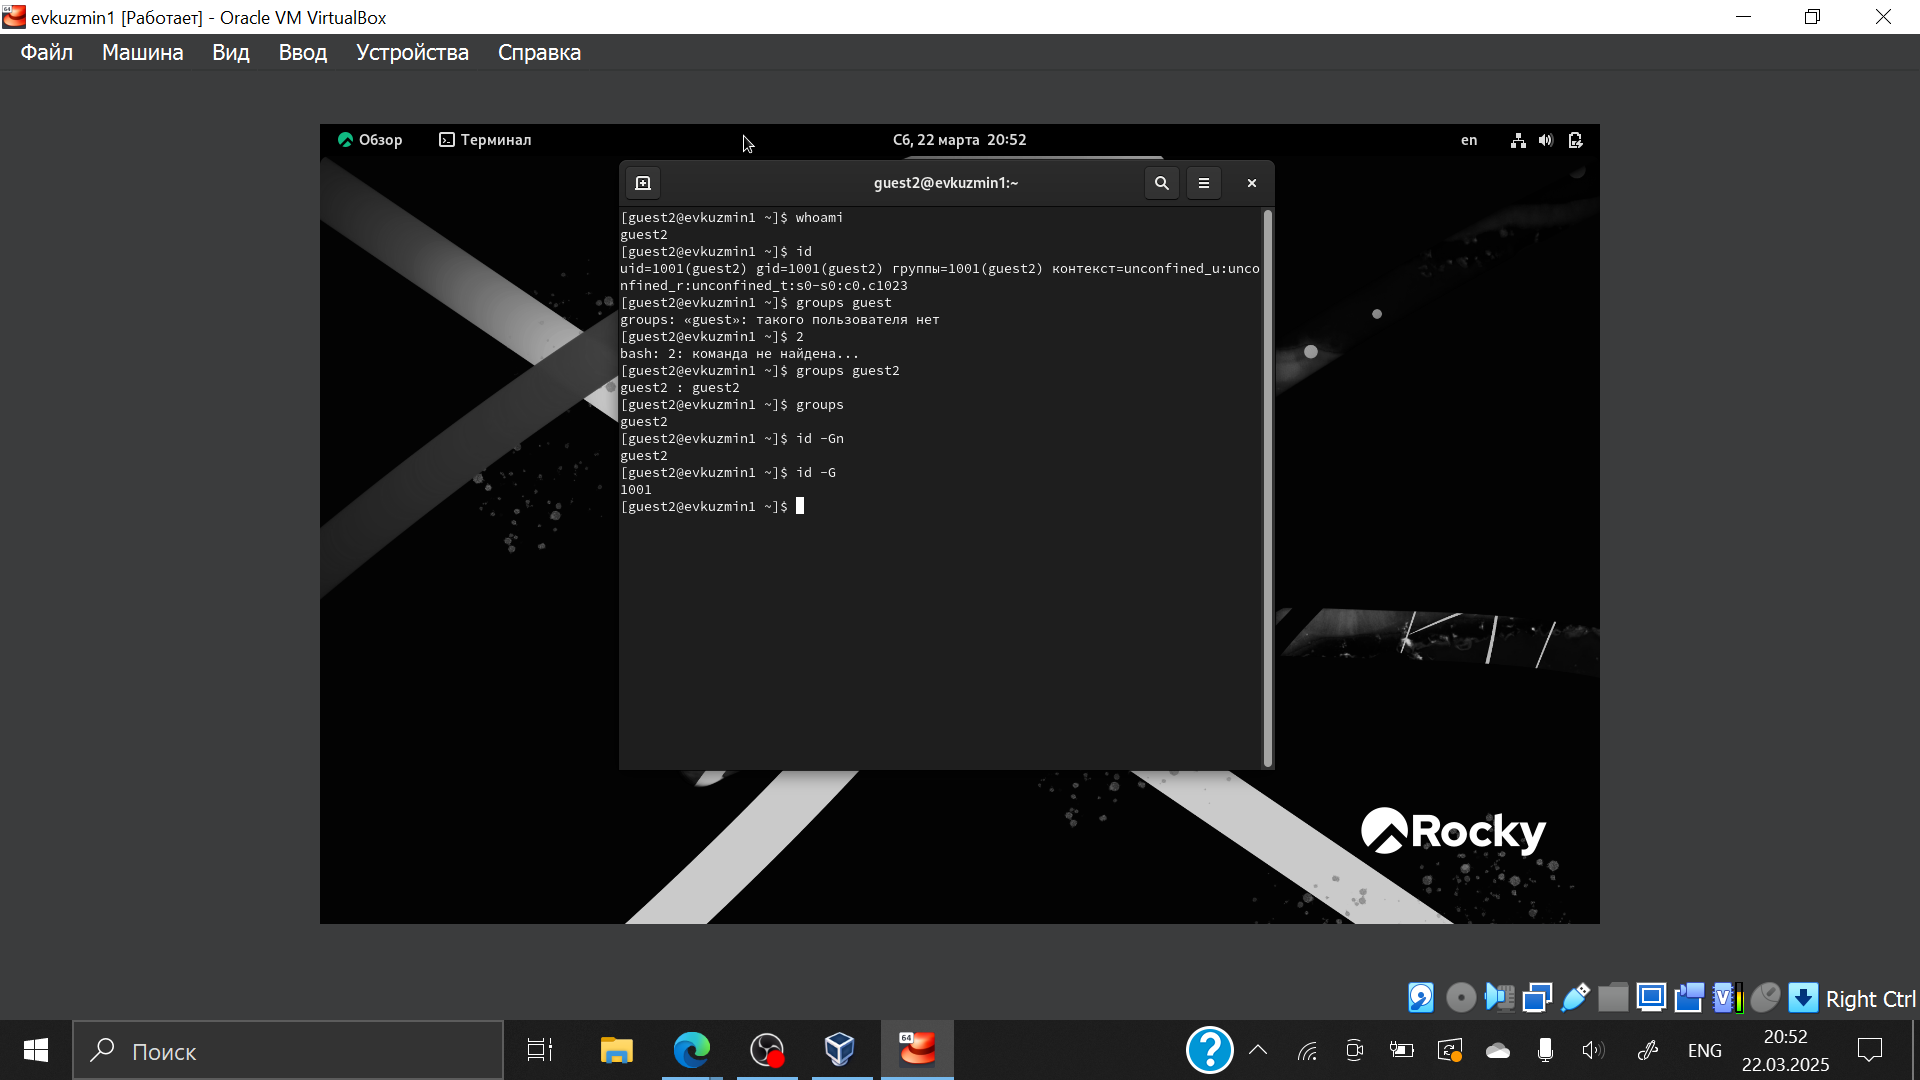 evkuzmin1 [Работает] - Oracle VM VirtualBox
Файл Машина Вид Ввод Устройства Справка
Обзор Терминал Сб, 22 марта 20:52 en
guest2@evkuzmin1:~
[guest2@evkuzmin1 ~]$ whoami
guest2
[guest2@evkuzmin1 ~]$ id
uid=1001(guest2) gid=1001(guest2) группы=1001(guest2) контекст=unconfined_u:unco
nfined_r:unconfined_t:s0-s0:c0.c1023
[guest2@evkuzmin1 ~]$ groups guest
groups: «guest»: такого пользователя нет
[guest2@evkuzmin1 ~]$ 2
bash: 2: команда не найдена...
[guest2@evkuzmin1 ~]$ groups guest2
guest2 : guest2
[guest2@evkuzmin1 ~]$ groups
guest2
[guest2@evkuzmin1 ~]$ id -Gn
guest2
[guest2@evkuzmin1 ~]$ id -G
1001
[guest2@evkuzmin1 ~]$
Rocky
Right Ctrl
Поиск
64
ENG
20:52
22.03.2025